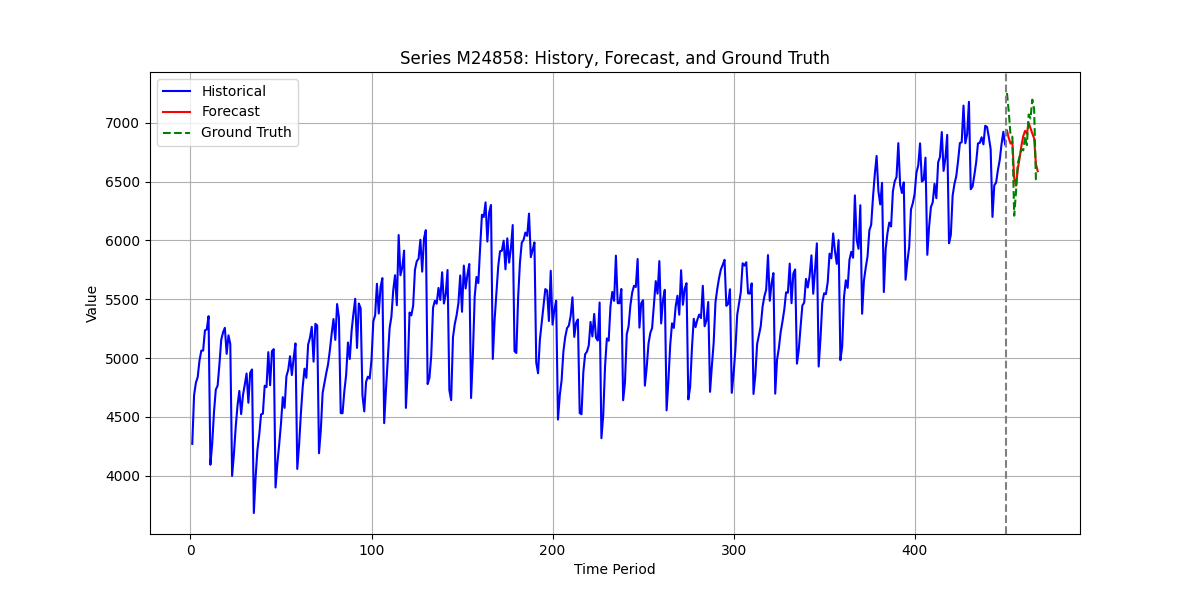 Series M24858: History, Forecast, and Ground Truth
Historical
Forecast
Ground Truth
7000
6500
6000
5500
5000
4500
4000
Value
0 100 200 300 400
Time Period